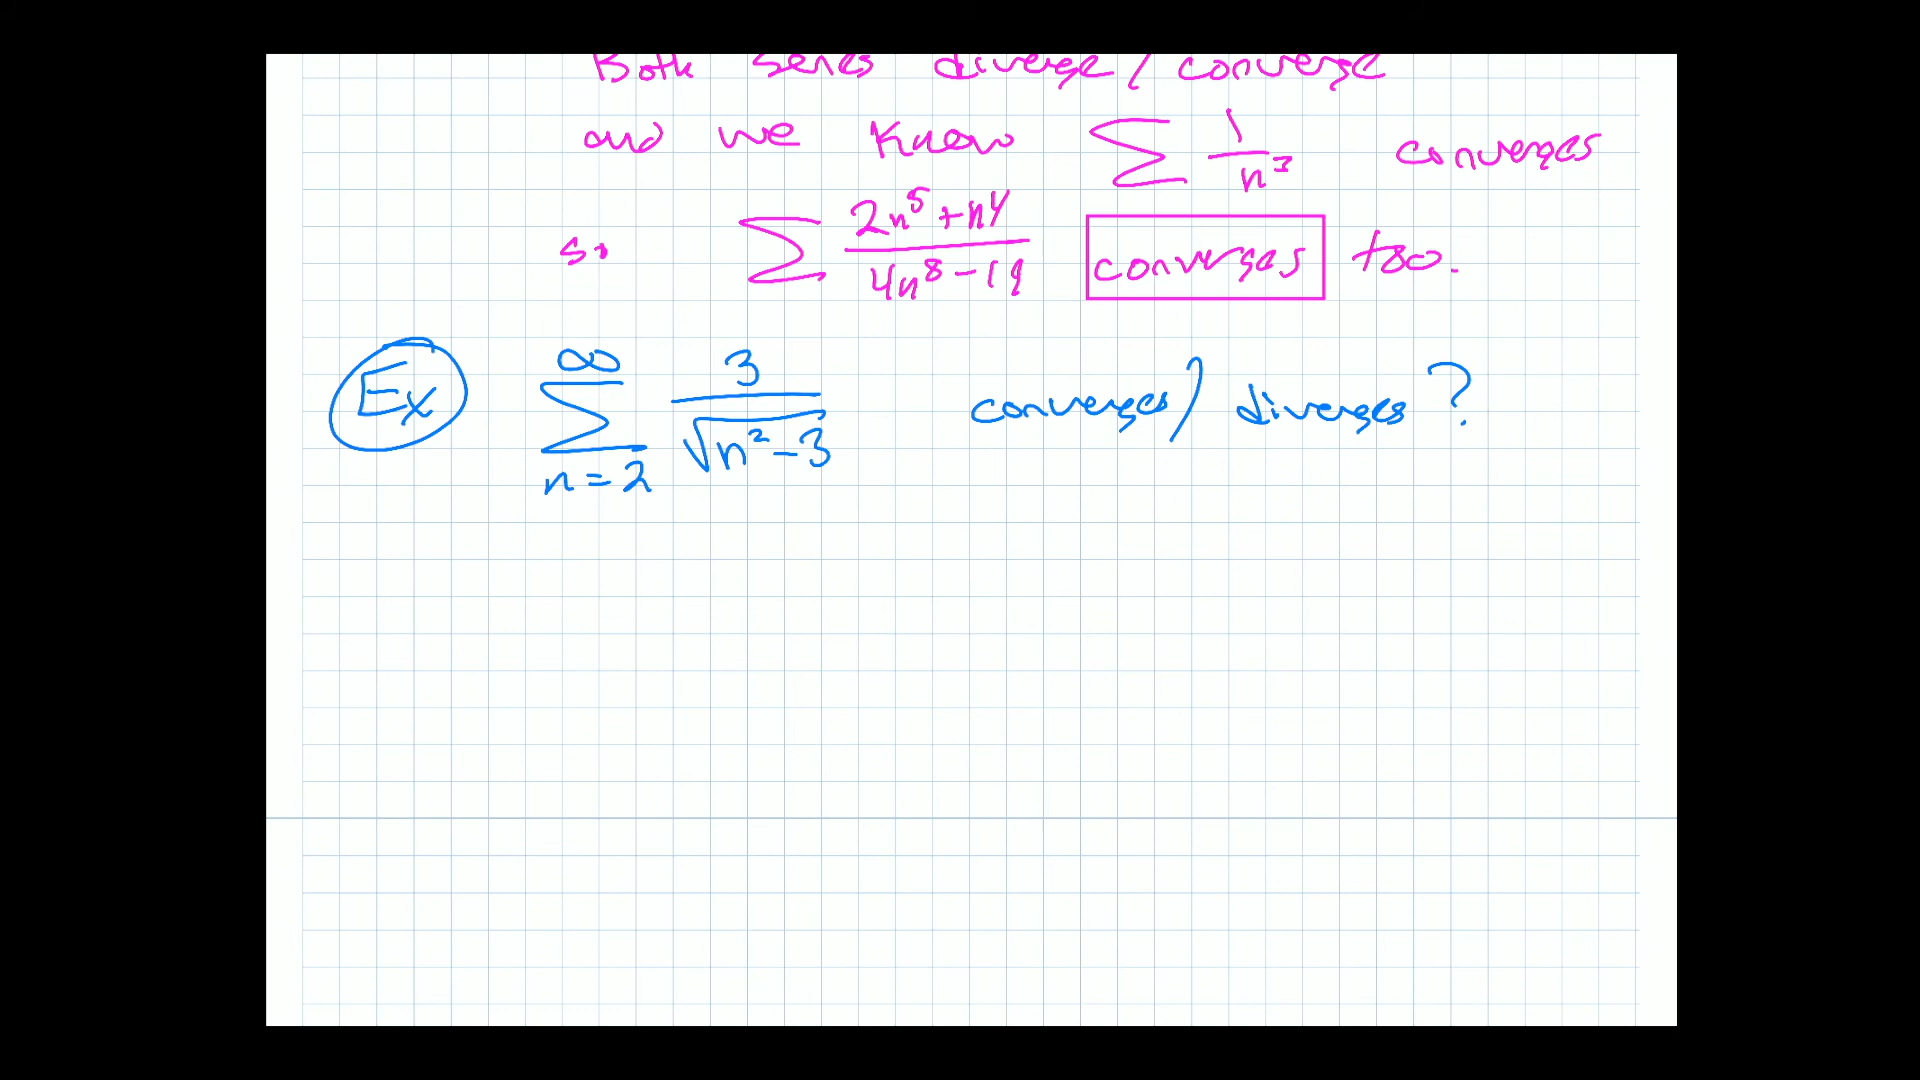 Both series diverge/converge
and we know ∑ 1/n³ converges
so ∑ (2n⁵+n⁴)/(4n⁸-19) converges too.
Ex ∑_{n=2}^{∞} 3/√(n²-3) converges/diverges?